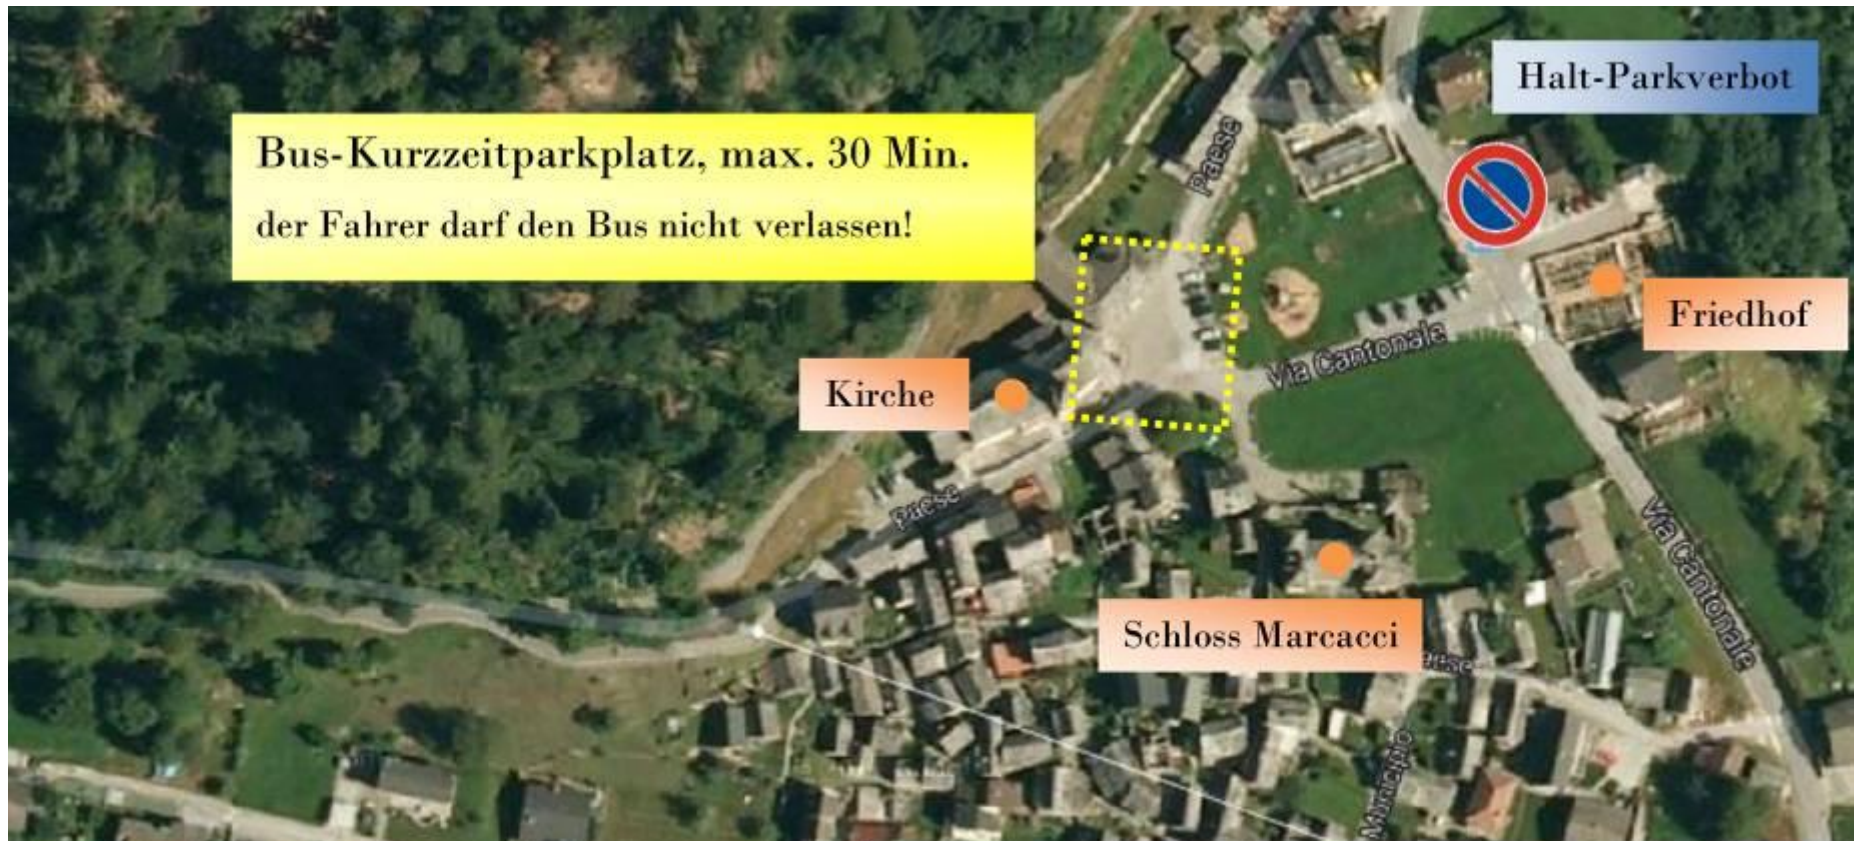 Halt-Parkverbot
Bus-Kurzzeitparkplatz, max. 30 Min.
der Fahrer darf den Bus nicht verlassen!
Paese
Friedhof
Via Cantonale
Kirche
Paese
Via Cantonale
Schloss Marcacci
Municipio